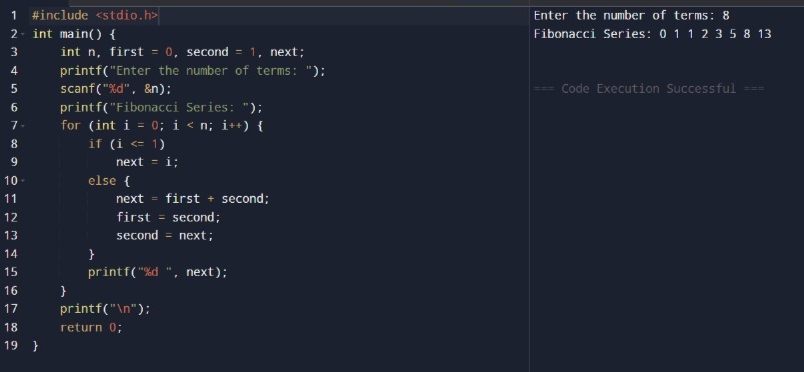 1 #include <stdio.h>
2 int main() {
3     int n, first = 0, second = 1, next;
4     printf("Enter the number of terms: ");
5     scanf("%d", &n);
6     printf("Fibonacci Series: ");
7     for (int i = 0; i < n; i++) {
8         if (i <= 1)
9             next = i;
10         else {
11             next = first + second;
12             first = second;
13             second = next;
14         }
15         printf("%d ", next);
16     }
17     printf("\n");
18     return 0;
19 }
Enter the number of terms: 8
Fibonacci Series: 0 1 1 2 3 5 8 13
=== Code Execution Successful ===